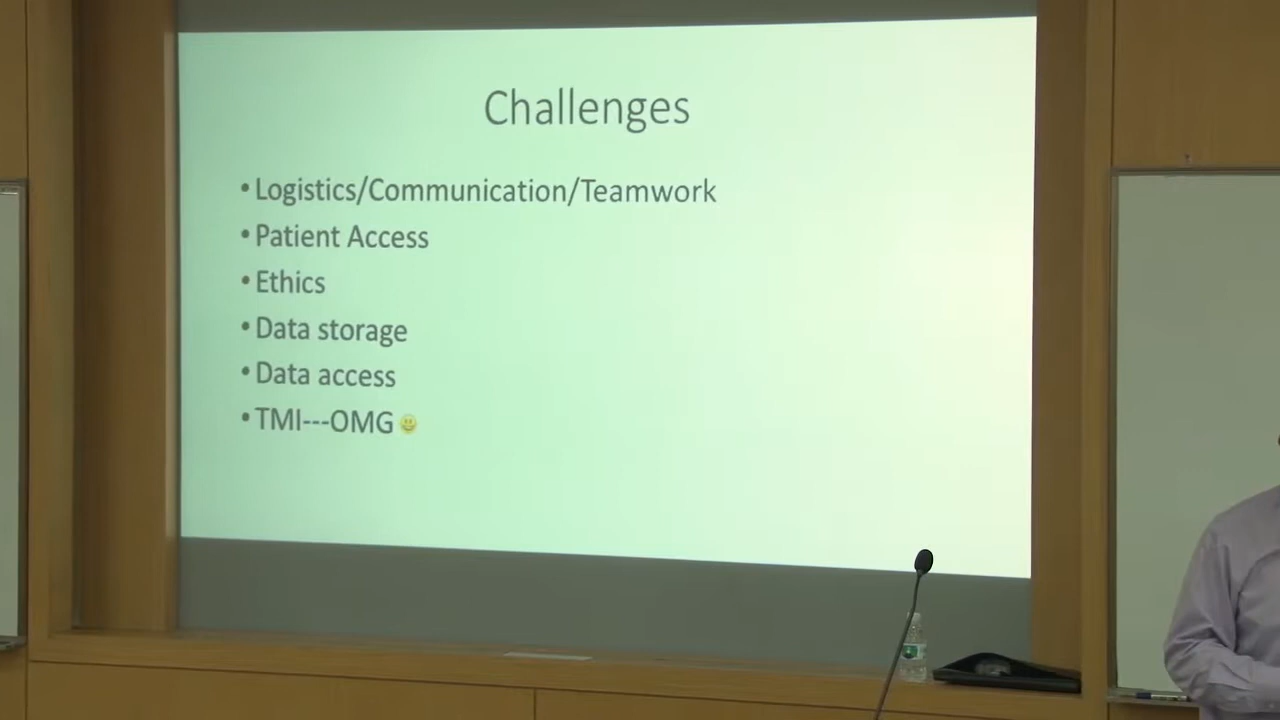 Challenges
• Logistics/Communication/Teamwork
• Patient Access
• Ethics
• Data storage
• Data access
• TMI---OMG 🙂